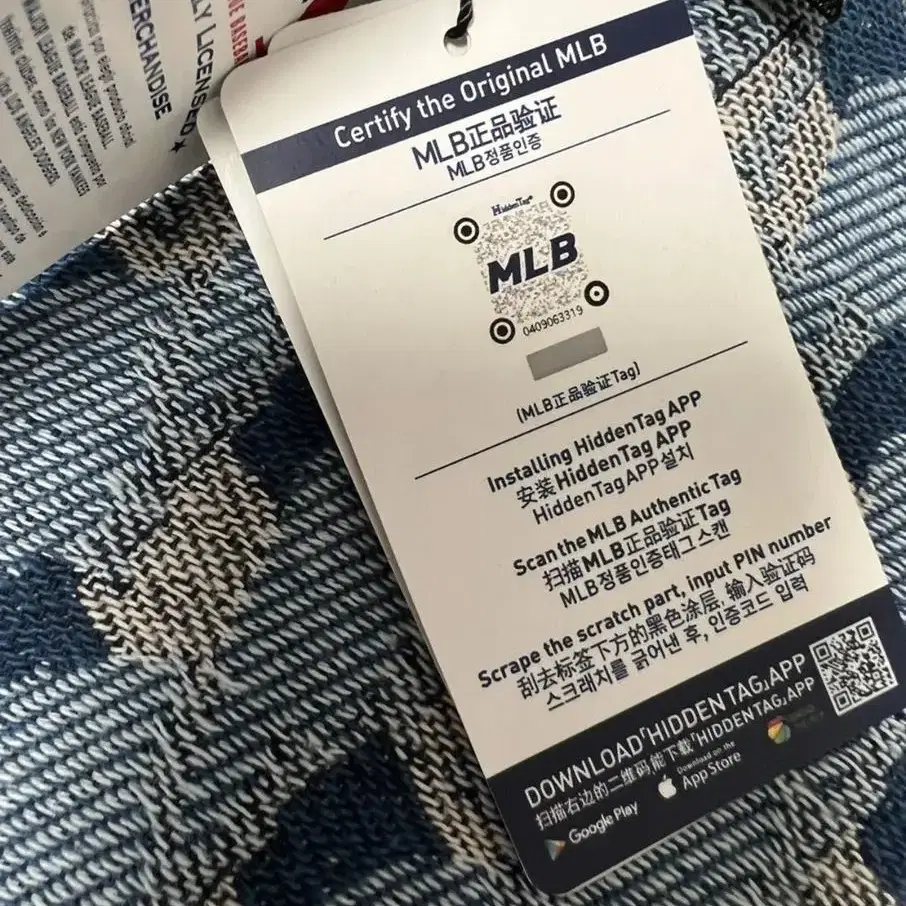 LY LICENSED
ERCHANDISE
Certify the Original MLB
MLB正品验证
MLB정품인증
HiddenTag
MLB
0409063319
(MLB正品验证Tag)
Installing HiddenTag APP
安装HiddenTag APP
HiddenTag APP 설치
Scan the MLB Authentic Tag
扫描MLB正品验证Tag
MLB정품인증태그스캔
Scrape the scratch part, input PIN number
刮去标签下方的黑色涂层, 输入验证码
스크래치를 긁어낸 후, 인증코드 입력
DOWNLOAD「HIDDENTAG」APP
扫描右边的二维码能下载「HIDDENTAG」APP
Google Play
Download on the
App Store